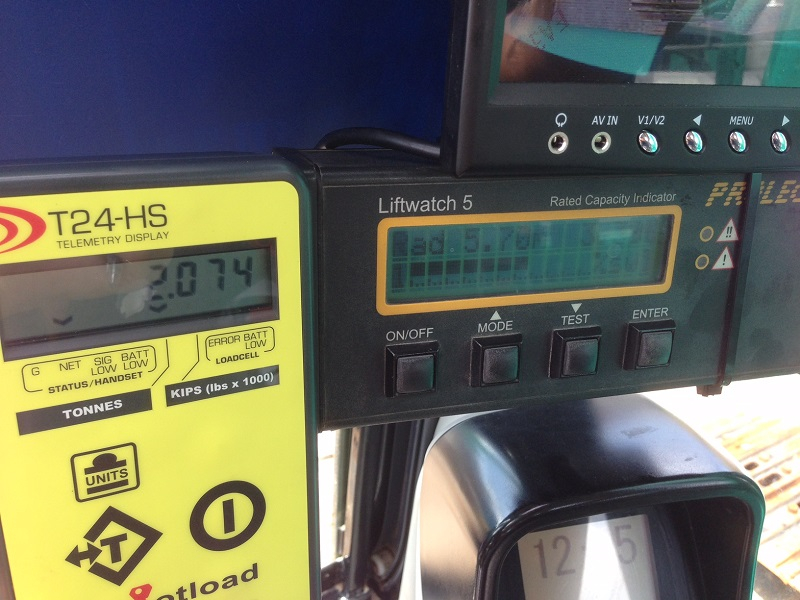 AV IN
V1/V2
MENU
Liftwatch 5
Rated Capacity Indicator
T24-HS
TELEMETRY DISPLAY
2.074
ON/OFF
MODE
TEST
ENTER
G NET SIG LOW BATT LOW
STATUS/HANDSET
ERROR BATT LOW
LOADCELL
TONNES
KIPS (lbs x 1000)
UNITS
T